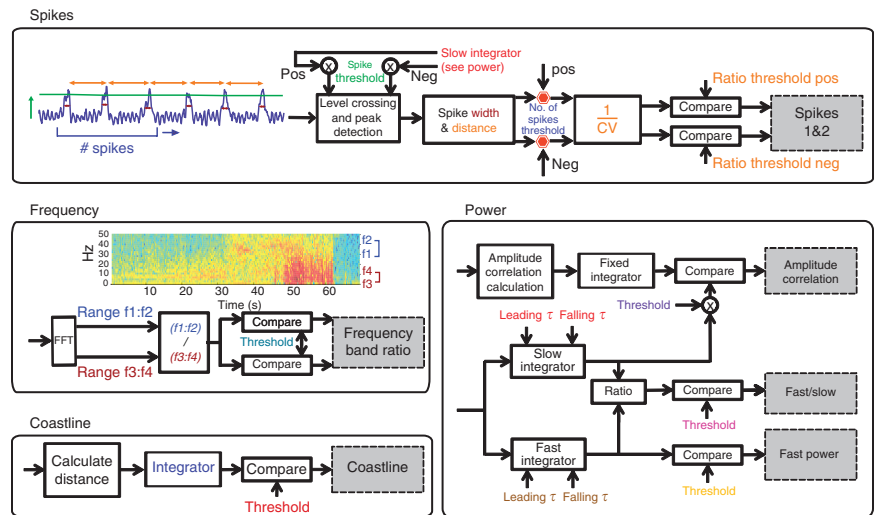 Spikes
Slow integrator
(see power)
Pos
X
Spike
threshold
X
Neg
pos
Ratio threshold pos
# spikes
Level crossing
and peak
detection
Spike width
& distance
No. of
spikes
threshold
Neg
1
CV
Compare
Compare
Spikes
1&2
Ratio threshold neg
Frequency
Hz
50
40
30
20
10
0
f2
f1
f4
f3
10 20 30 40 50 60
Time (s)
FFT
Range f1:f2
Range f3:f4
(f1:f2)
/
(f3:f4)
Compare
Threshold
Compare
Frequency
band ratio
Coastline
Calculate
distance
Integrator
Compare
Threshold
Coastline
Power
Amplitude
correlation
calculation
Fixed
integrator
Compare
Amplitude
correlation
Threshold
X
Leading τ Falling τ
Slow
integrator
Ratio
Compare
Fast/slow
Threshold
Fast
integrator
Compare
Fast power
Leading τ Falling τ
Threshold